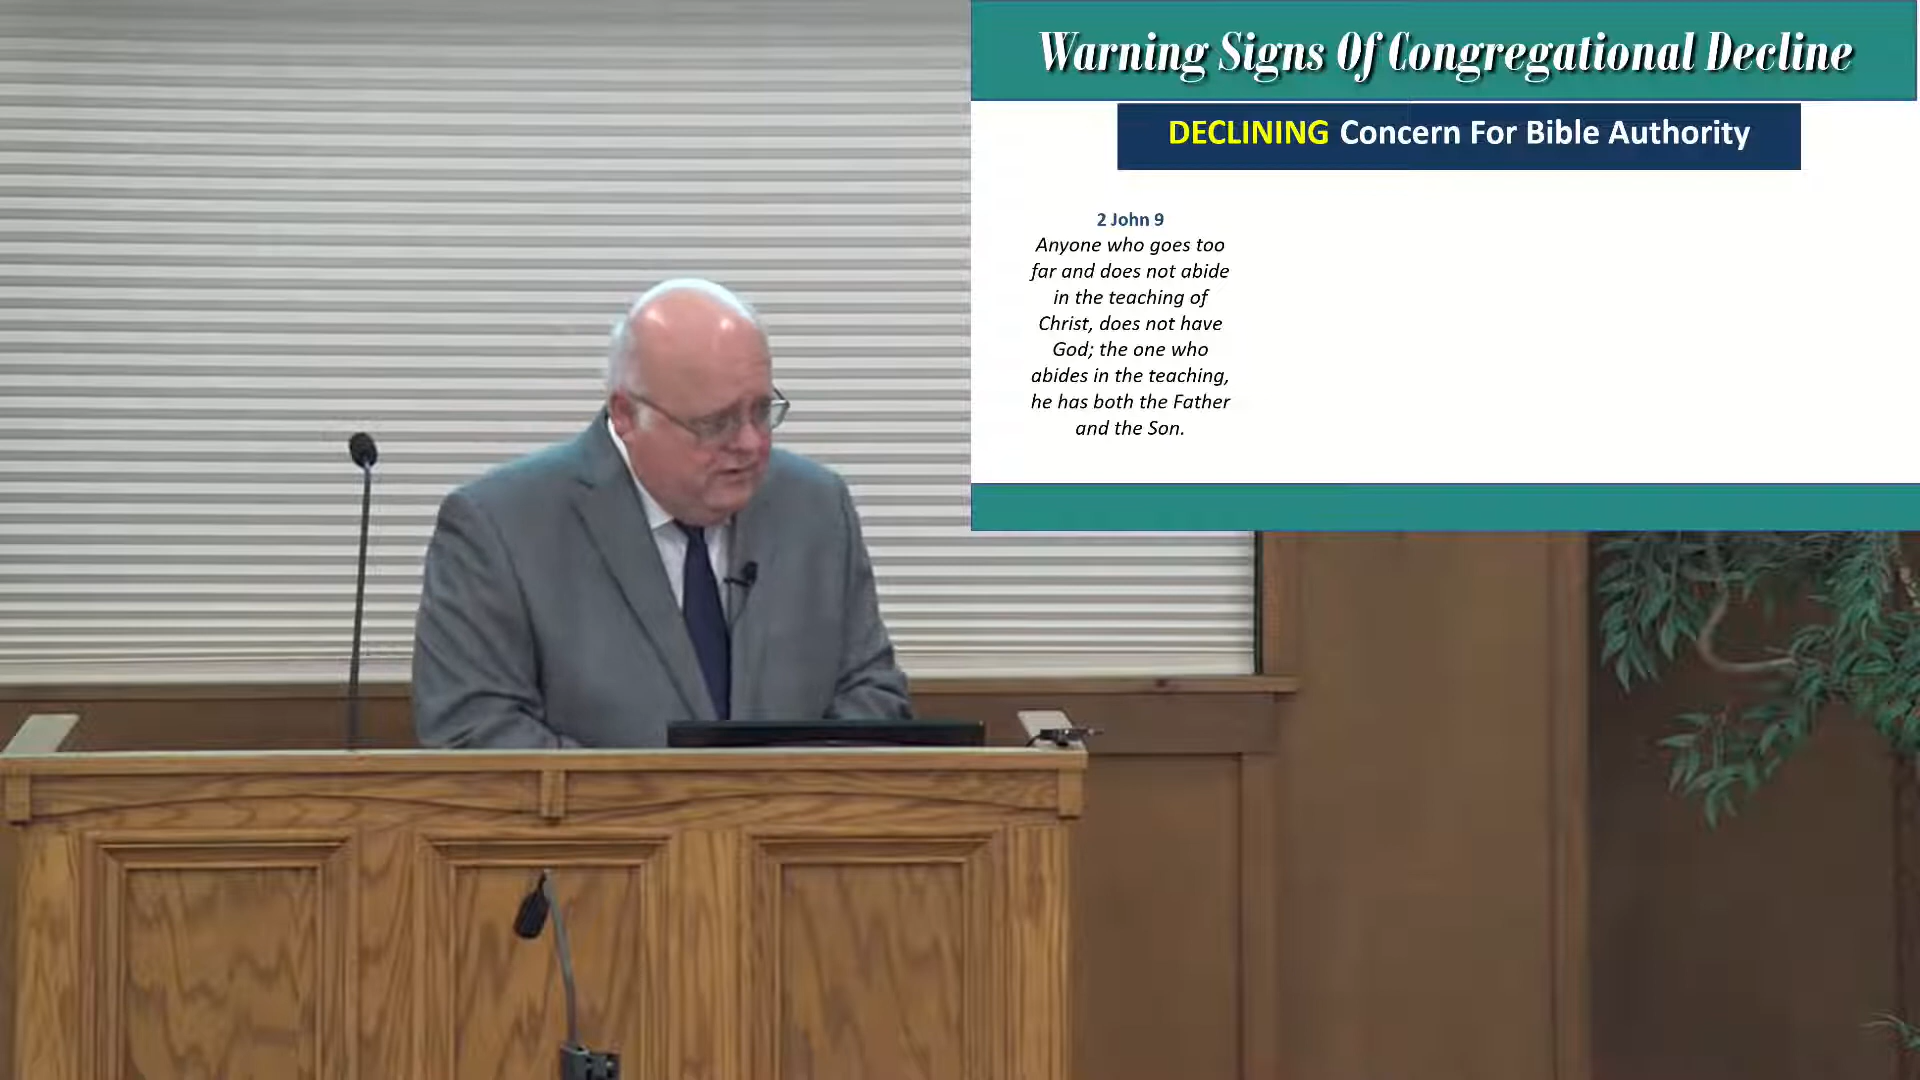 Warning Signs Of Congregational Decline
DECLINING Concern For Bible Authority
2 John 9
Anyone who goes too
far and does not abide
in the teaching of
Christ, does not have
God; the one who
abides in the teaching,
he has both the Father
and the Son.